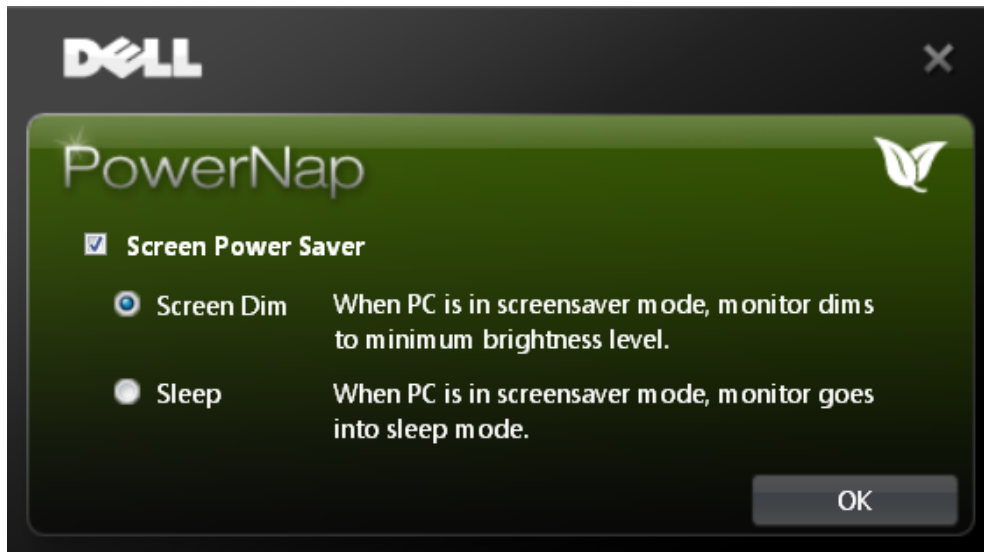 DELL
PowerNap
Screen Power Saver
Screen Dim When PC is in screensaver mode, monitor dims
to minimum brightness level.
Sleep When PC is in screensaver mode, monitor goes
into sleep mode.
OK